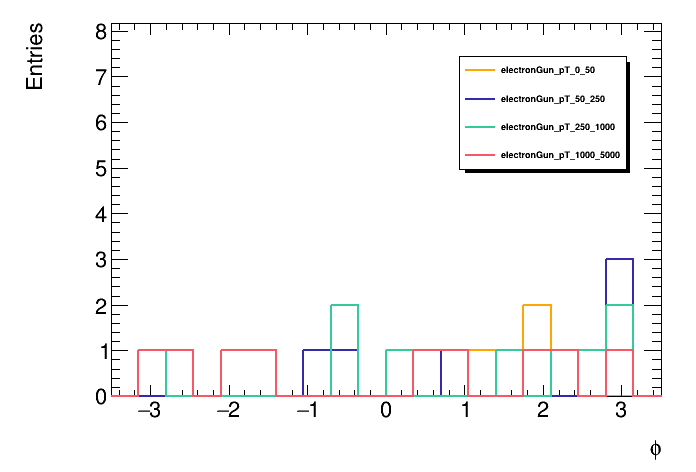 Entries
8
7
6
5
4
3
2
1
0
electronGun_pT_0_50
electronGun_pT_50_250
electronGun_pT_250_1000
electronGun_pT_1000_5000
−3 −2 −1 0 1 2 3
ϕ